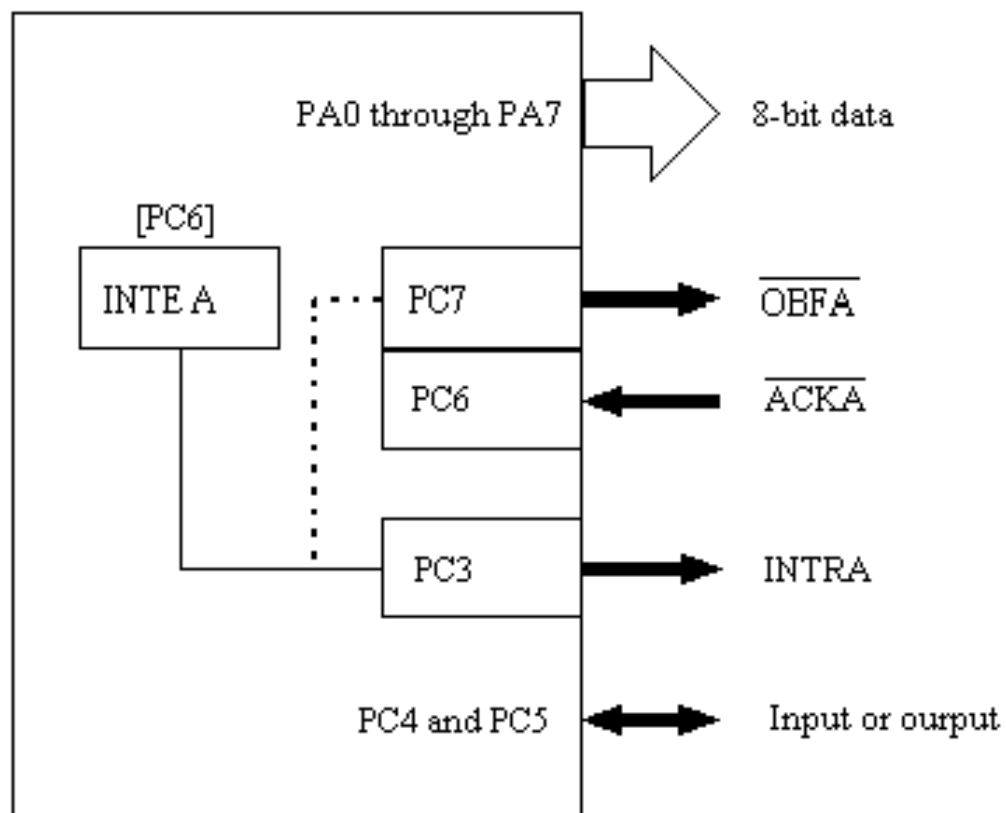 PA0 through PA7
8-bit data
[PC6]
INTE A
PC7
OBFA
PC6
ACKA
PC3
INTRA
PC4 and PC5
Input or ourput